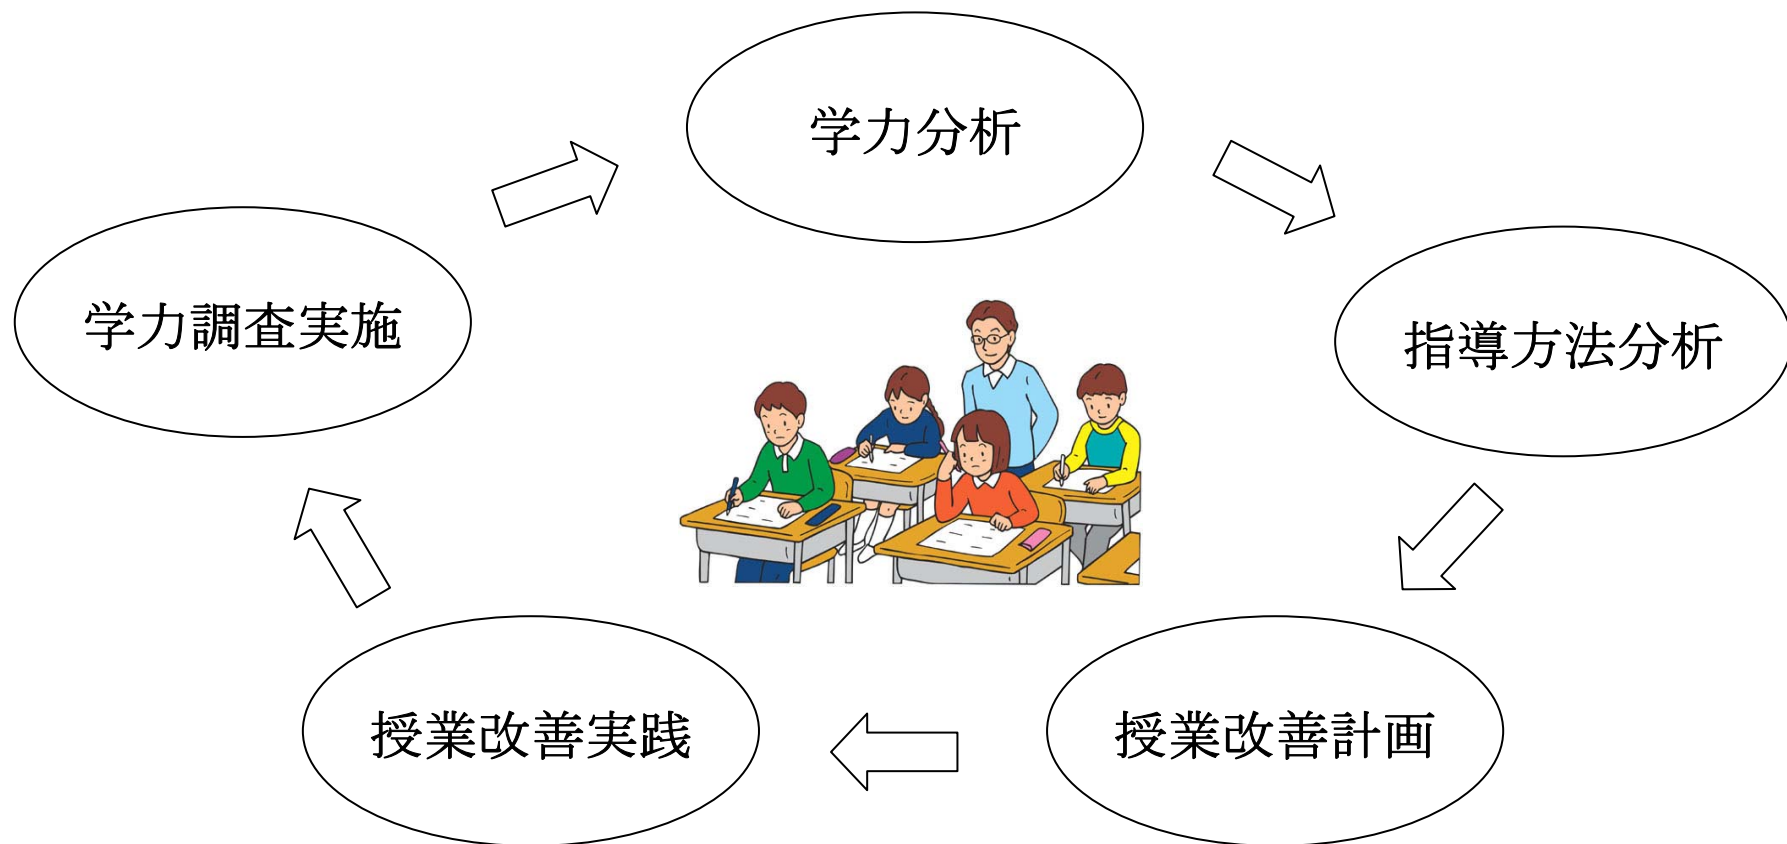 学力分析
学力調査実施
指導方法分析
授業改善実践
授業改善計画